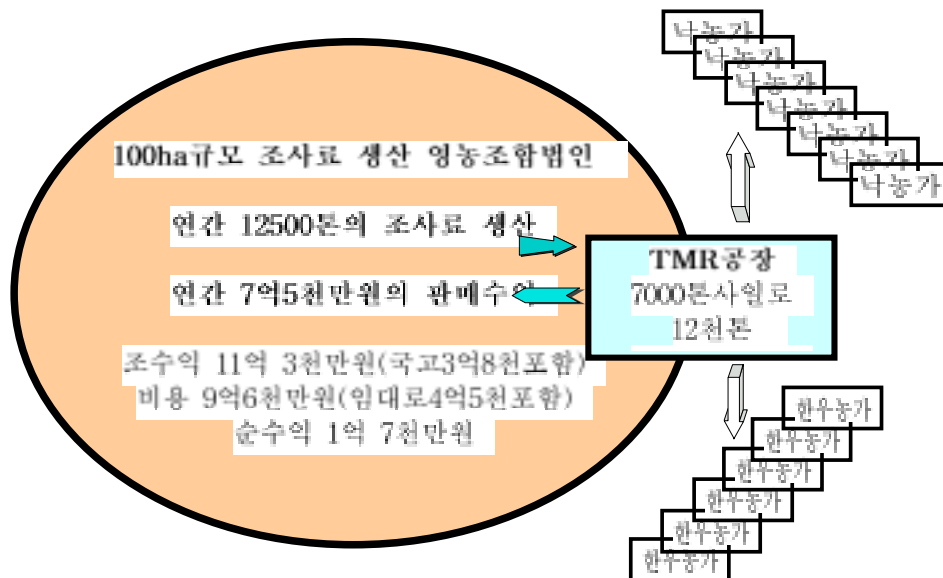 낙농가
낙농가
낙농가
낙농가
낙농가
낙농가
낙농가
100ha규모 조사료 생산 영농조합법인
연간 12500톤의 조사료 생산
연간 7억5천만원의 판매수익
조수익 11억 3천만원(국고3억8천포함)
비용 9억6천만원(임대로4억5천포함)
순수익 1억 7천만원
TMR공장
7000톤사일로
12천톤
한우농가
한우농가
한우농가
한우농가
한우농가
한우농가